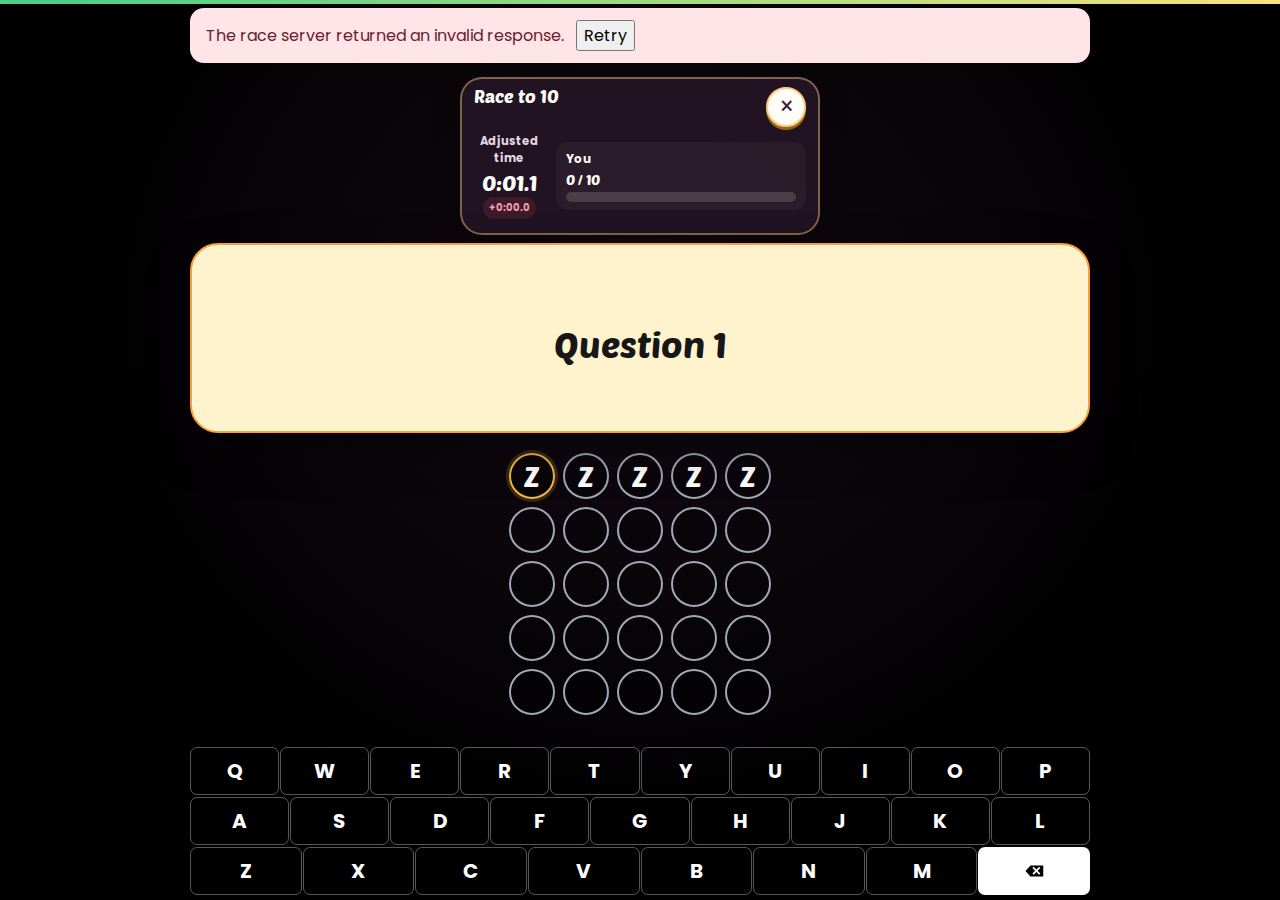 The race server returned an invalid response. Retry
Race to 10
×
Adjusted
time
0:01.1
+0:00.0
You
0 / 10
Question 1
Z Z Z Z Z
Q W E R T Y U I O P
A S D F G H J K L
Z X C V B N M